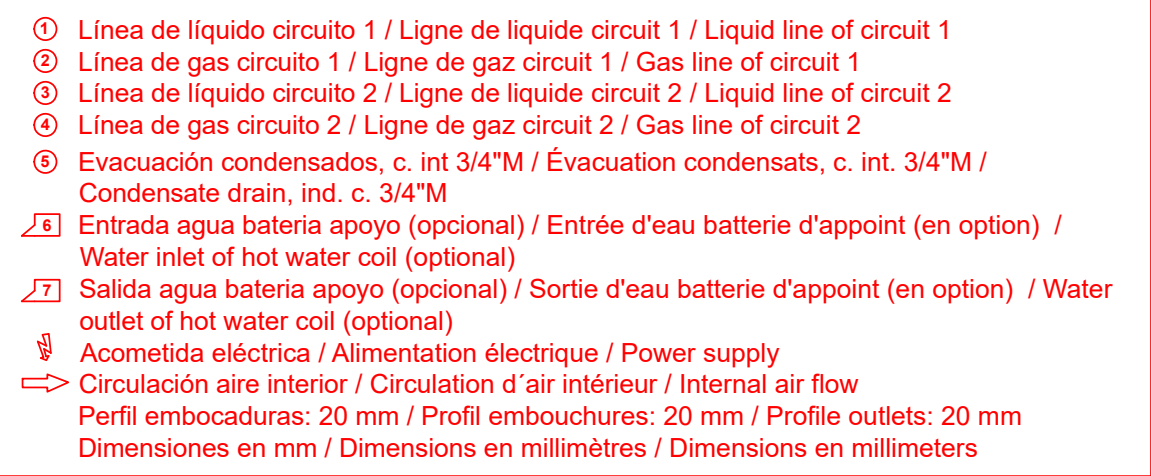 ① Línea de líquido circuito 1 / Ligne de liquide circuit 1 / Liquid line of circuit 1
② Línea de gas circuito 1 / Ligne de gaz circuit 1 / Gas line of circuit 1
③ Línea de líquido circuito 2 / Ligne de liquide circuit 2 / Liquid line of circuit 2
④ Línea de gas circuito 2 / Ligne de gaz circuit 2 / Gas line of circuit 2
⑤ Evacuación condensados, c. int 3/4"M / Évacuation condensats, c. int. 3/4"M /
Condensate drain, ind. c. 3/4"M
6 Entrada agua bateria apoyo (opcional) / Entrée d'eau batterie d'appoint (en option) /
Water inlet of hot water coil (optional)
7 Salida agua bateria apoyo (opcional) / Sortie d'eau batterie d'appoint (en option) / Water
outlet of hot water coil (optional)
Acometida eléctrica / Alimentation électrique / Power supply
Circulación aire interior / Circulation d´air intérieur / Internal air flow
Perfil embocaduras: 20 mm / Profil embouchures: 20 mm / Profile outlets: 20 mm
Dimensiones en mm / Dimensions en millimètres / Dimensions en millimeters